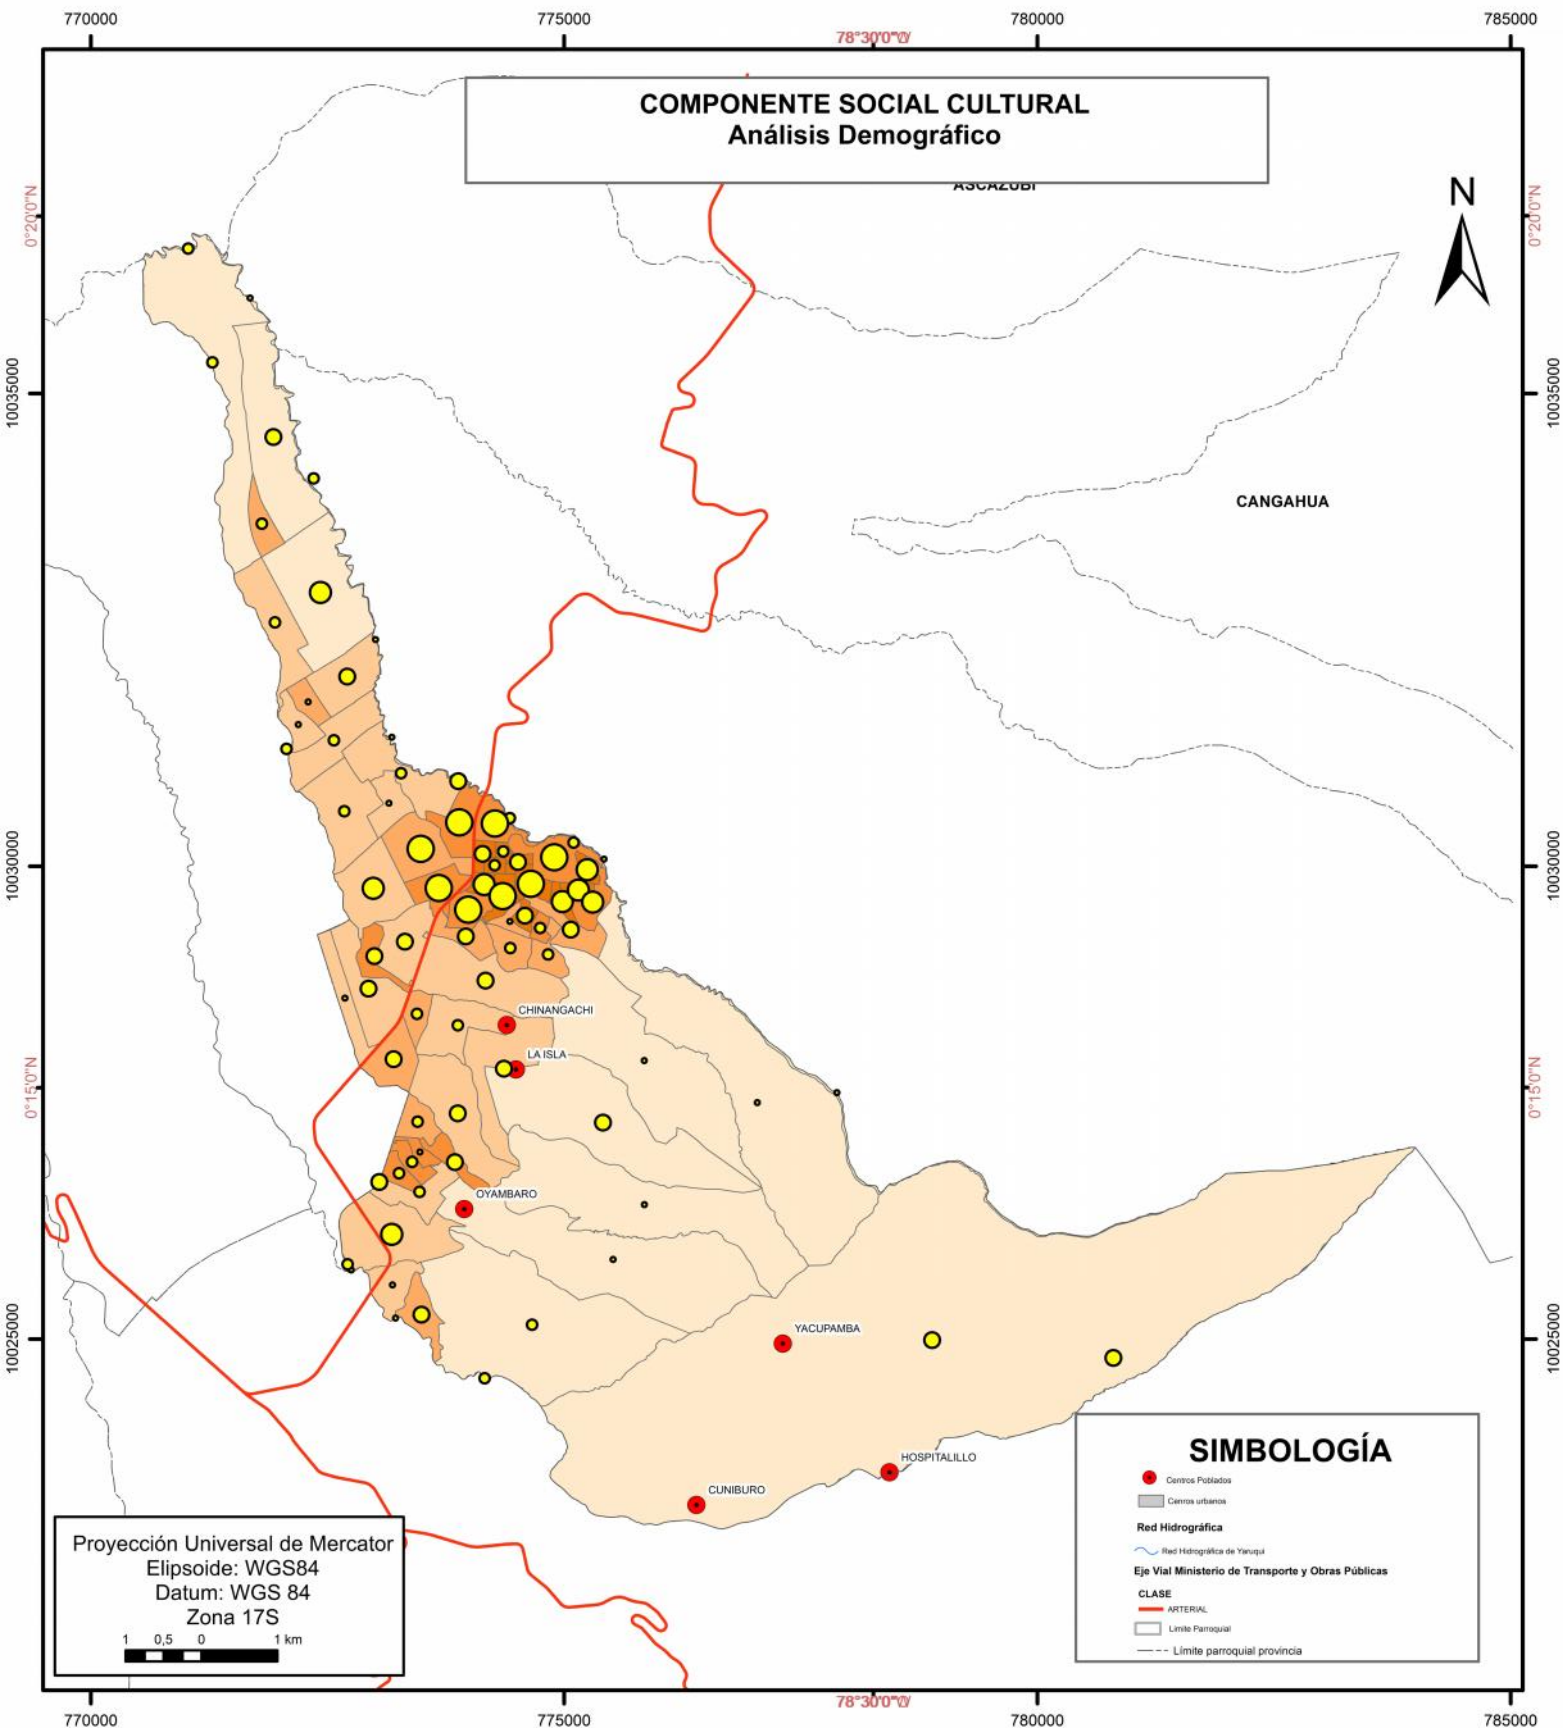 770000
775000
780000
785000
78°30'0"W
COMPONENTE SOCIAL CULTURAL
Análisis Demográfico
ASCAZUBI
N
0°20'0"N
0°20'0"N
10035000
10035000
CANGAHUA
10030000
10030000
CHINANGACHI
LA ISLA
0°15'0"N
0°15'0"N
OYAMBARO
YACUPAMBA
10025000
10025000
HOSPITALILLO
CUNIBURO
SIMBOLOGÍA
Centros Poblados
Cenros urbanos
Red Hidrográfica
Red Hidrográfica de Yaruqui
Eje Vial Ministerio de Transporte y Obras Públicas
CLASE
ARTERIAL
Limite Parroquial
Límite parroquial provincia
Proyección Universal de Mercator
Elipsoide: WGS84
Datum: WGS 84
Zona 17S
1 0,5 0 1 km
78°30'0"W
770000
775000
780000
785000